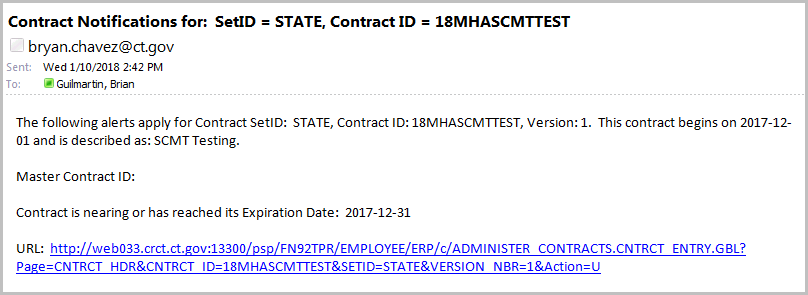 Contract Notifications for:  SetID = STATE, Contract ID = 18MHASCMTTEST
bryan.chavez@ct.gov
Sent: Wed 1/10/2018 2:42 PM
To: Guilmartin, Brian
The following alerts apply for Contract SetID:  STATE, Contract ID: 18MHASCMTTEST, Version: 1.  This contract begins on 2017-12-
01 and is described as: SCMT Testing.
Master Contract ID:
Contract is nearing or has reached its Expiration Date:  2017-12-31
URL:  http://web033.crct.ct.gov:13300/psp/FN92TPR/EMPLOYEE/ERP/c/ADMINISTER_CONTRACTS.CNTRCT_ENTRY.GBL?
Page=CNTRCT_HDR&CNTRCT_ID=18MHASCMTTEST&SETID=STATE&VERSION_NBR=1&Action=U